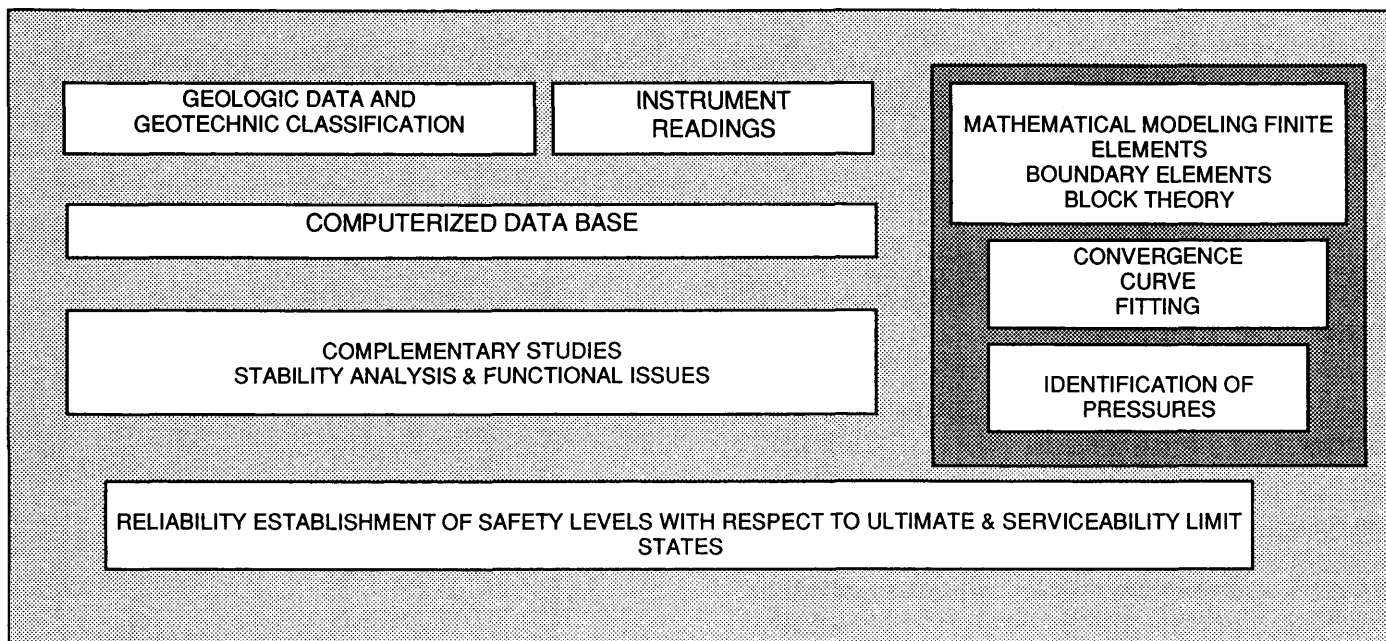 GEOLOGIC DATA AND
GEOTECHNIC CLASSIFICATION
INSTRUMENT
READINGS
COMPUTERIZED DATA BASE
COMPLEMENTARY STUDIES
STABILITY ANALYSIS & FUNCTIONAL ISSUES
MATHEMATICAL MODELING FINITE
ELEMENTS
BOUNDARY ELEMENTS
BLOCK THEORY
CONVERGENCE
CURVE
FITTING
IDENTIFICATION OF
PRESSURES
RELIABILITY ESTABLISHMENT OF SAFETY LEVELS WITH RESPECT TO ULTIMATE & SERVICEABILITY LIMIT
STATES